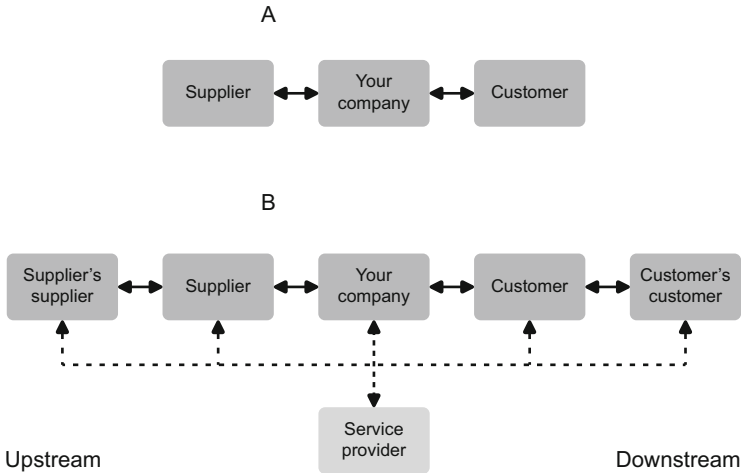 A
Supplier
Your
company
Customer
B
Supplier's
supplier
Supplier
Your
company
Customer
Customer's
customer
Service
provider
Upstream
Downstream